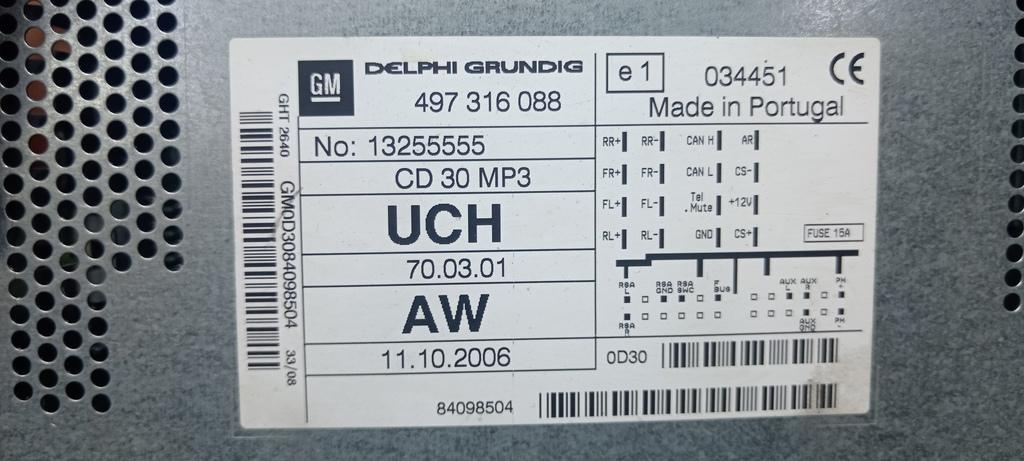 GM
DELPHI GRUNDIG
497 316 088
No: 13255555
CD 30 MP3
UCH
70.03.01
AW
11.10.2006
84098504
GHT 2640
GM0D3084098504
33/08
e1
034451
CE
Made in Portugal
RR+ RR- CAN H AR
FR+ FR- CAN L CS-
FL+ FL- Tel .Mute +12V
RL+ RL- GND CS+
FUSE 15A
RSA L RSA GND RSA SWC F BUS AUX L AUX R PH +
RSA R AUX GND PH -
0D30